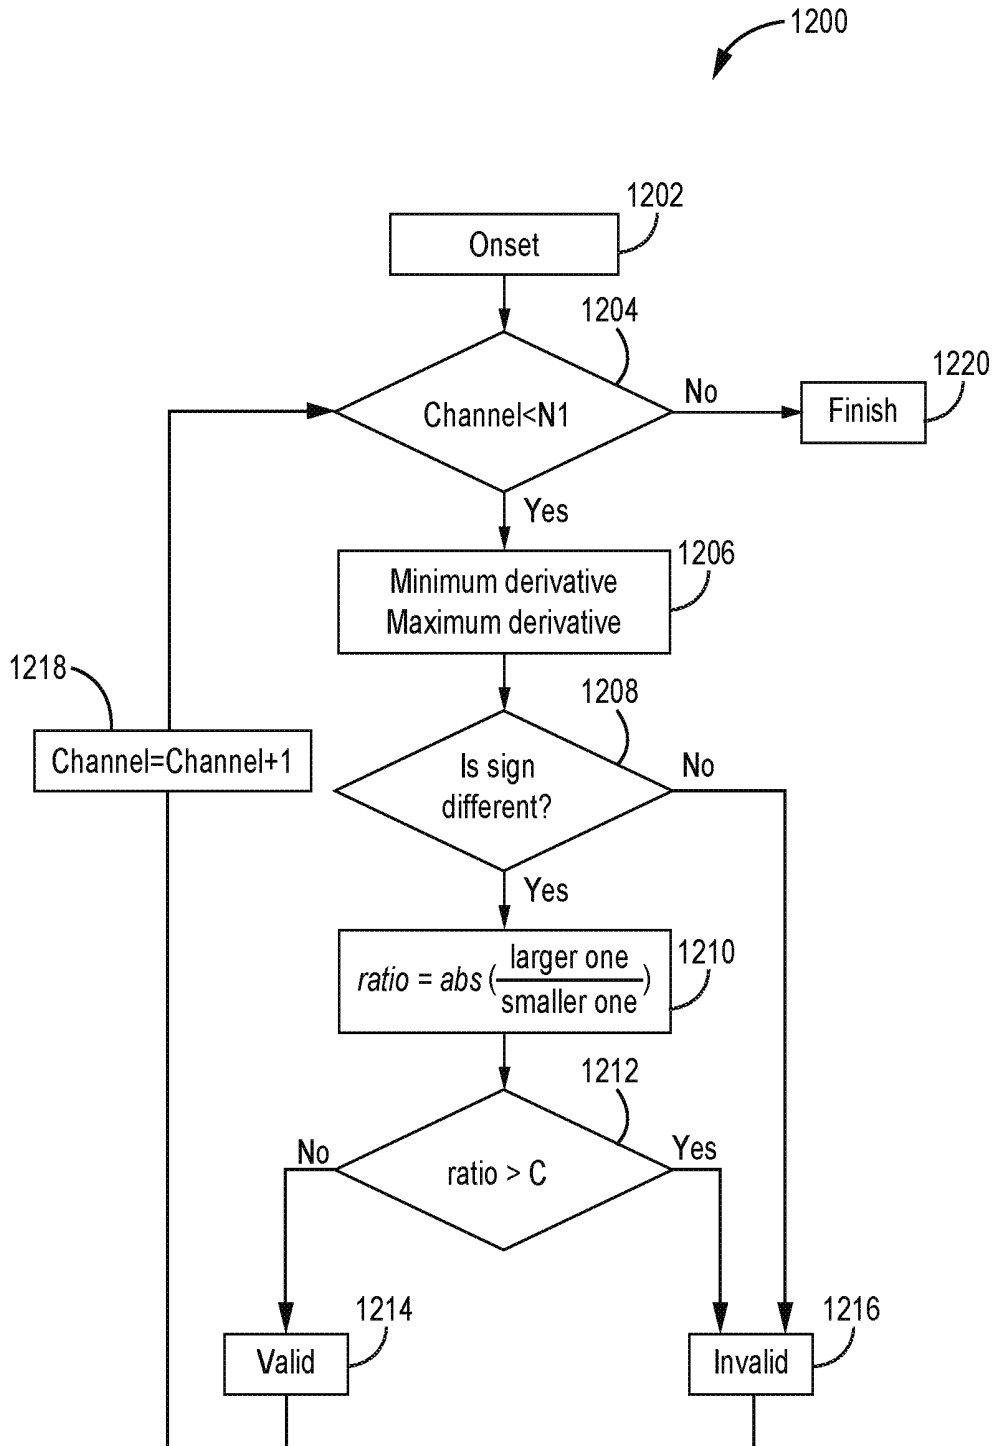 1200
1202
Onset
1204
Channel<N1
No
1220
Finish
Yes
1206
Minimum derivative
Maximum derivative
1218
Channel=Channel+1
1208
Is sign
different?
No
Yes
1210
ratio = abs (larger one / smaller one)
1212
ratio > C
No
Yes
1214
Valid
1216
Invalid